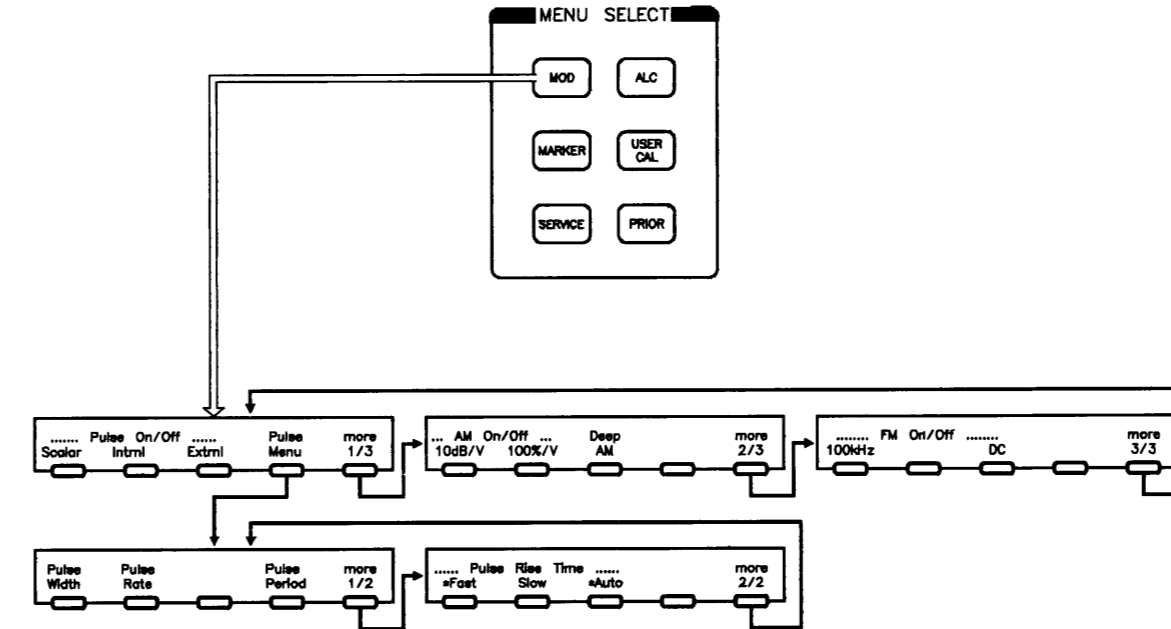 MENU SELECT
MOD ALC
MARKER USER CAL
SERVICE PRIOR
....... Pulse On/Off ...... Pulse more
Scalar Intrnl Extrnl Menu 1/3
... AM On/Off ... Deep more
10dB/V 100%/V AM 2/3
........ FM On/Off ........ more
100kHz DC 3/3
Pulse Pulse Pulse more
Width Rate Period 1/2
...... Pulse Rise Time ...... more
*Fast Slow *Auto 2/2